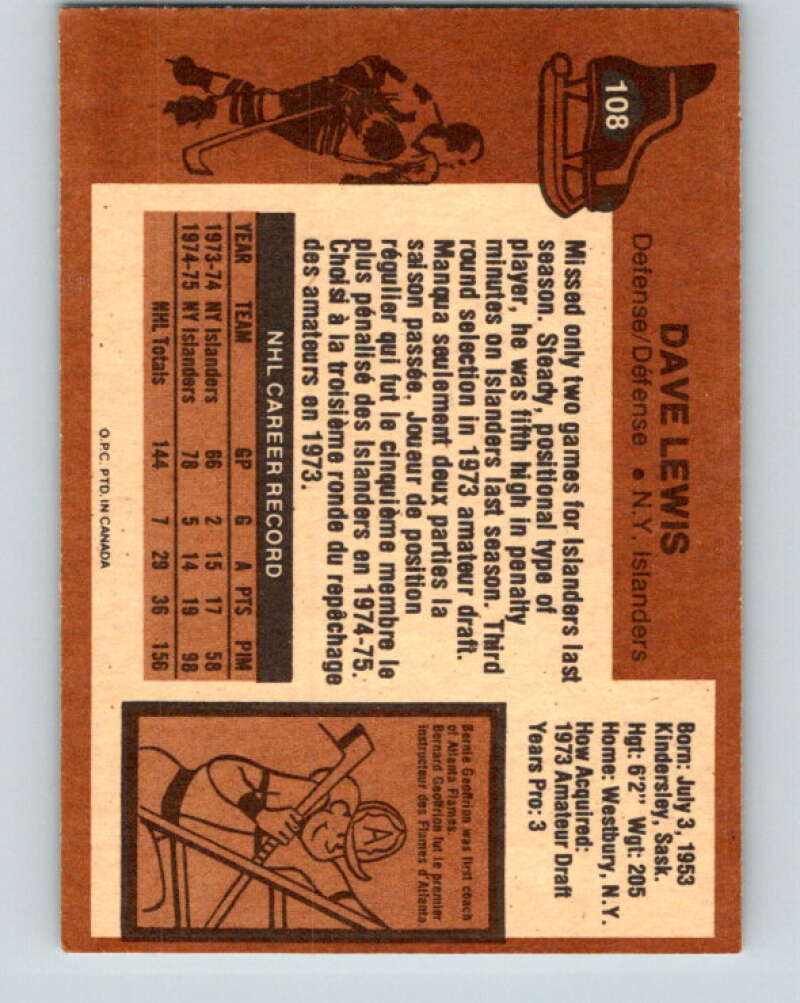 108
DAVE LEWIS
Defense/Défense ● N.Y. Islanders
Missed only two games for Islanders last
season. Steady, positional type of
player, he was fifth high in penalty
minutes on Islanders last season. Third
round selection in 1973 amateur draft.
Manqua seulement deux parties la
saison passée. Joueur de position
régulier qui fut le cinquième membre le
plus pénalisé des Islanders en 1974-75.
Choisi à la troisième ronde du repêchage
des amateurs en 1973.
NHL CAREER RECORD
YEAR TEAM GP G A PTS PIM
1973-74 NY Islanders 66 2 15 17 58
1974-75 NY Islanders 78 5 14 19 98
NHL Totals 144 7 29 36 156
O.P.C. PTD. IN CANADA
Born: July 3, 1953
Kindersley, Sask.
Hgt: 6'2" Wgt: 205
Home: Westbury, N.Y.
How Acquired:
1973 Amateur Draft
Years Pro: 3
Bernie Geoffrion was first coach
of Atlanta Flames.
Bernard Geoffrion fut le premier
instructeur des Flames d'Atlanta.
A